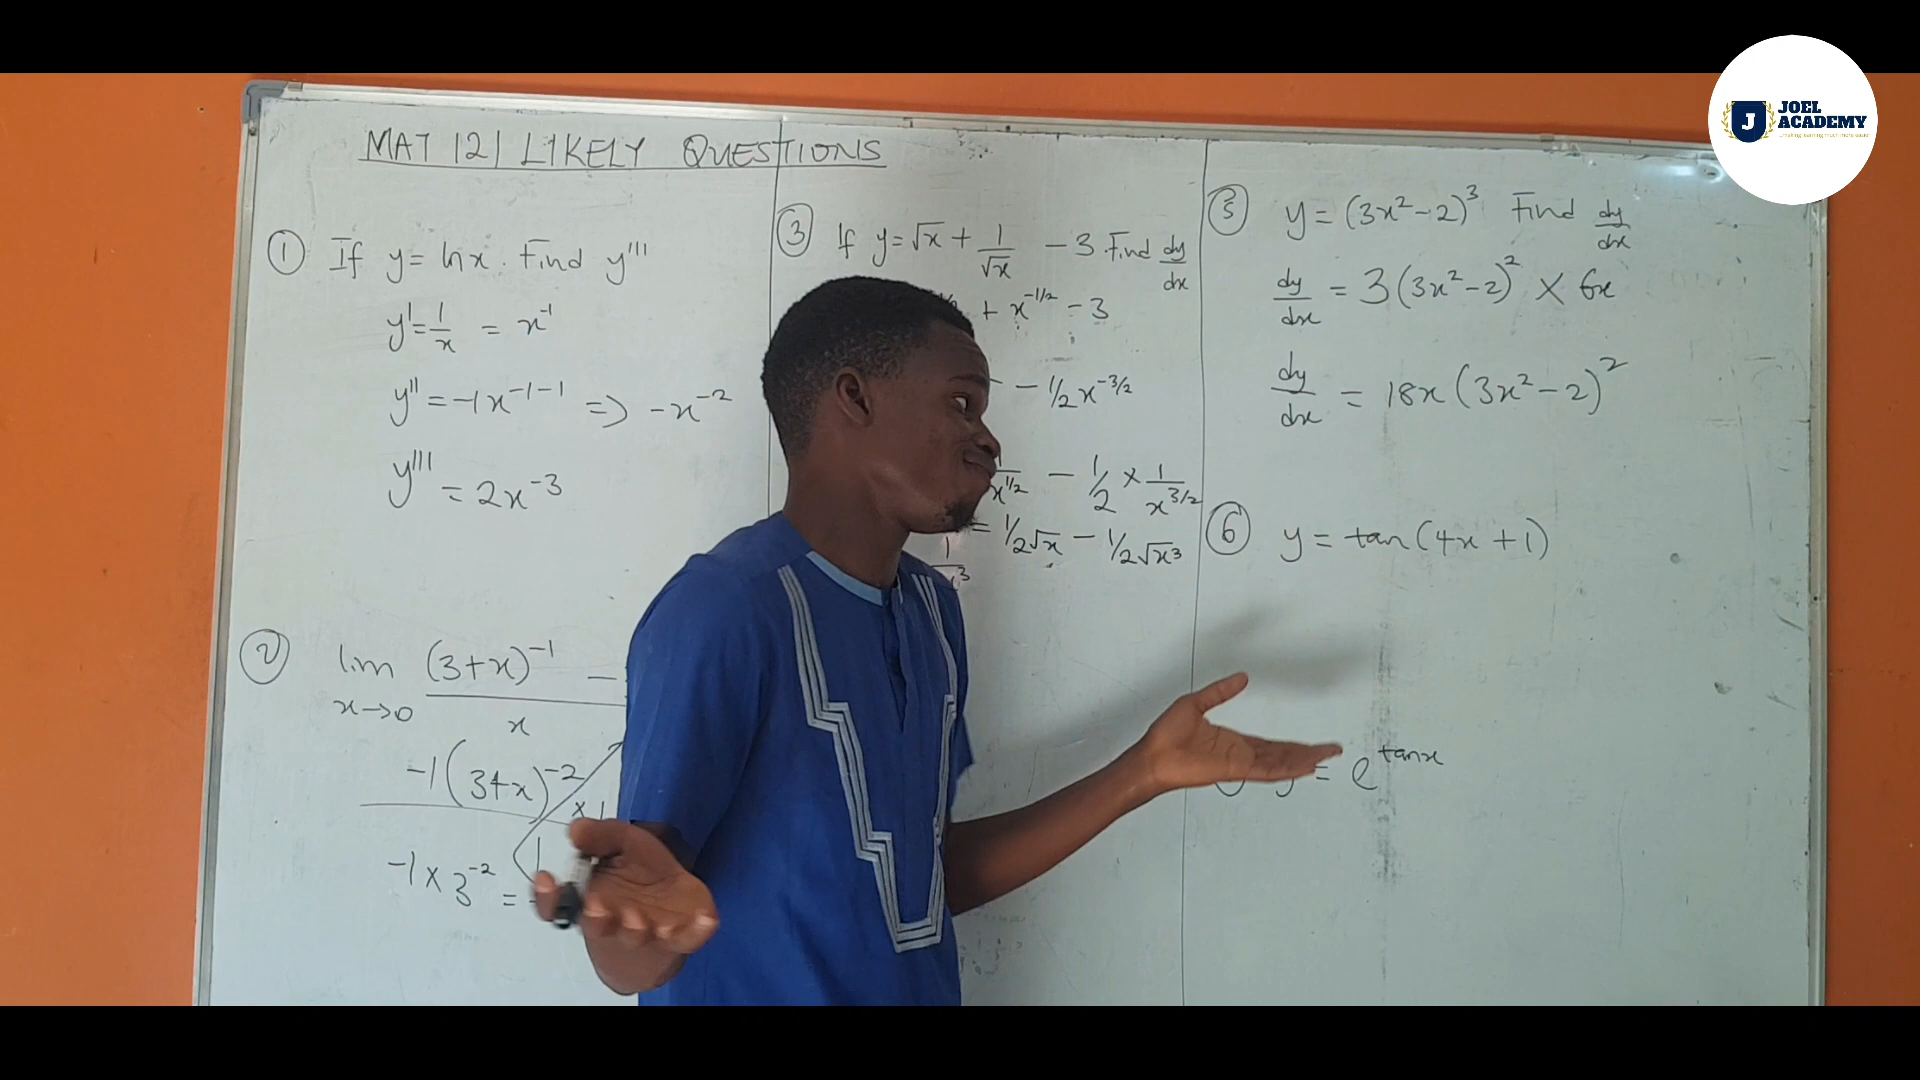 JOEL
ACADEMY
MAT 121 LIKELY QUESTIONS
① If y = lnx. Find y'''
y' = 1/x = x⁻¹
y'' = -1x⁻¹⁻¹ => -x⁻²
y''' = 2x⁻³
② lim x→0 (3+x)⁻¹ - / x
-1(3+x)⁻² × 1
-1 × 3⁻² =
③ If y = √x + 1/√x - 3. Find dy/dx
+ x^(-1/2) - 3
- 1/2 x^(-3/2)
x^(1/2) - 1/2 × 1/x^(3/2)
= 1/2√x - 1/2√x³
⑤ y = (3x² - 2)³ Find dy/dx
dy/dx = 3(3x² - 2)² × 6x
dy/dx = 18x(3x² - 2)²
⑥ y = tan(4x + 1)
y = e^(tanx)